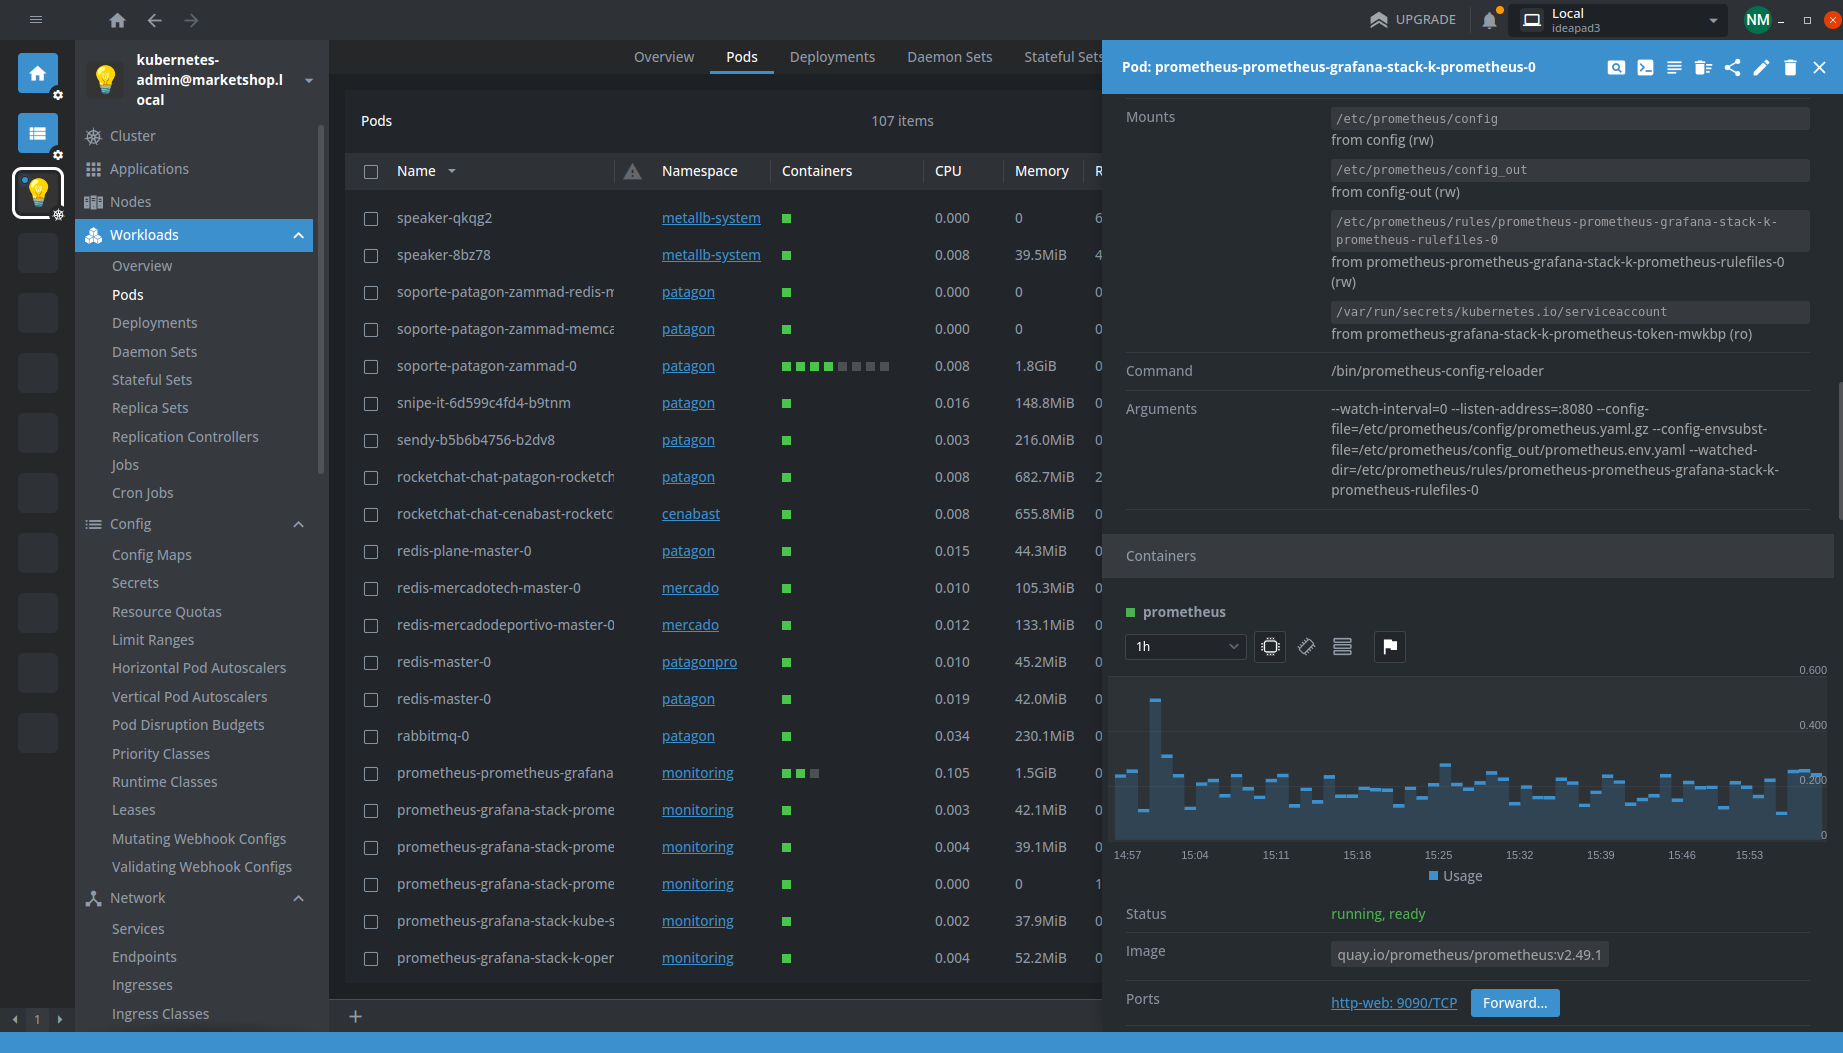 UPGRADE
Local
ideapad3
NM
kubernetes-
admin@marketshop.l
ocal
Cluster
Applications
Nodes
Workloads
Overview
Pods
Deployments
Daemon Sets
Stateful Sets
Replica Sets
Replication Controllers
Jobs
Cron Jobs
Config
Config Maps
Secrets
Resource Quotas
Limit Ranges
Horizontal Pod Autoscalers
Vertical Pod Autoscalers
Pod Disruption Budgets
Priority Classes
Runtime Classes
Leases
Mutating Webhook Configs
Validating Webhook Configs
Network
Services
Endpoints
Ingresses
Ingress Classes
1
Overview Pods Deployments Daemon Sets Stateful Sets
Pods 107 items
Name Namespace Containers CPU Memory R
speaker-qkqg2 metallb-system 0.000 0 6
speaker-8bz78 metallb-system 0.008 39.5MiB 4
soporte-patagon-zammad-redis-m patagon 0.000 0 0
soporte-patagon-zammad-memca patagon 0.000 0 0
soporte-patagon-zammad-0 patagon 0.008 1.8GiB 0
snipe-it-6d599c4fd4-b9tnm patagon 0.016 148.8MiB 0
sendy-b5b6b4756-b2dv8 patagon 0.003 216.0MiB 0
rocketchat-chat-patagon-rocketch patagon 0.008 682.7MiB 2
rocketchat-chat-cenabast-rocketc cenabast 0.008 655.8MiB 0
redis-plane-master-0 patagon 0.015 44.3MiB 0
redis-mercadotech-master-0 mercado 0.010 105.3MiB 0
redis-mercadodeportivo-master-0 mercado 0.012 133.1MiB 0
redis-master-0 patagonpro 0.010 45.2MiB 0
redis-master-0 patagon 0.019 42.0MiB 0
rabbitmq-0 patagon 0.034 230.1MiB 0
prometheus-prometheus-grafana monitoring 0.105 1.5GiB 0
prometheus-grafana-stack-prome monitoring 0.003 42.1MiB 0
prometheus-grafana-stack-prome monitoring 0.004 39.1MiB 0
prometheus-grafana-stack-prome monitoring 0.000 0 1
prometheus-grafana-stack-kube-s monitoring 0.002 37.9MiB 0
prometheus-grafana-stack-k-oper monitoring 0.004 52.2MiB 0
Pod: prometheus-prometheus-grafana-stack-k-prometheus-0
Mounts /etc/prometheus/config
from config (rw)
/etc/prometheus/config_out
from config-out (rw)
/etc/prometheus/rules/prometheus-prometheus-grafana-stack-k-
prometheus-rulefiles-0
from prometheus-prometheus-grafana-stack-k-prometheus-rulefiles-0
(rw)
/var/run/secrets/kubernetes.io/serviceaccount
from prometheus-grafana-stack-k-prometheus-token-mwkbp (ro)
Command /bin/prometheus-config-reloader
Arguments --watch-interval=0 --listen-address=:8080 --config-
file=/etc/prometheus/config/prometheus.yaml.gz --config-envsubst-
file=/etc/prometheus/config_out/prometheus.env.yaml --watched-
dir=/etc/prometheus/rules/prometheus-prometheus-grafana-stack-k-
prometheus-rulefiles-0
Containers
prometheus
1h
0.600
0.400
0.200
0
14:57 15:04 15:11 15:18 15:25 15:32 15:39 15:46 15:53
Usage
Status running, ready
Image quay.io/prometheus/prometheus:v2.49.1
Ports http-web: 9090/TCP Forward...